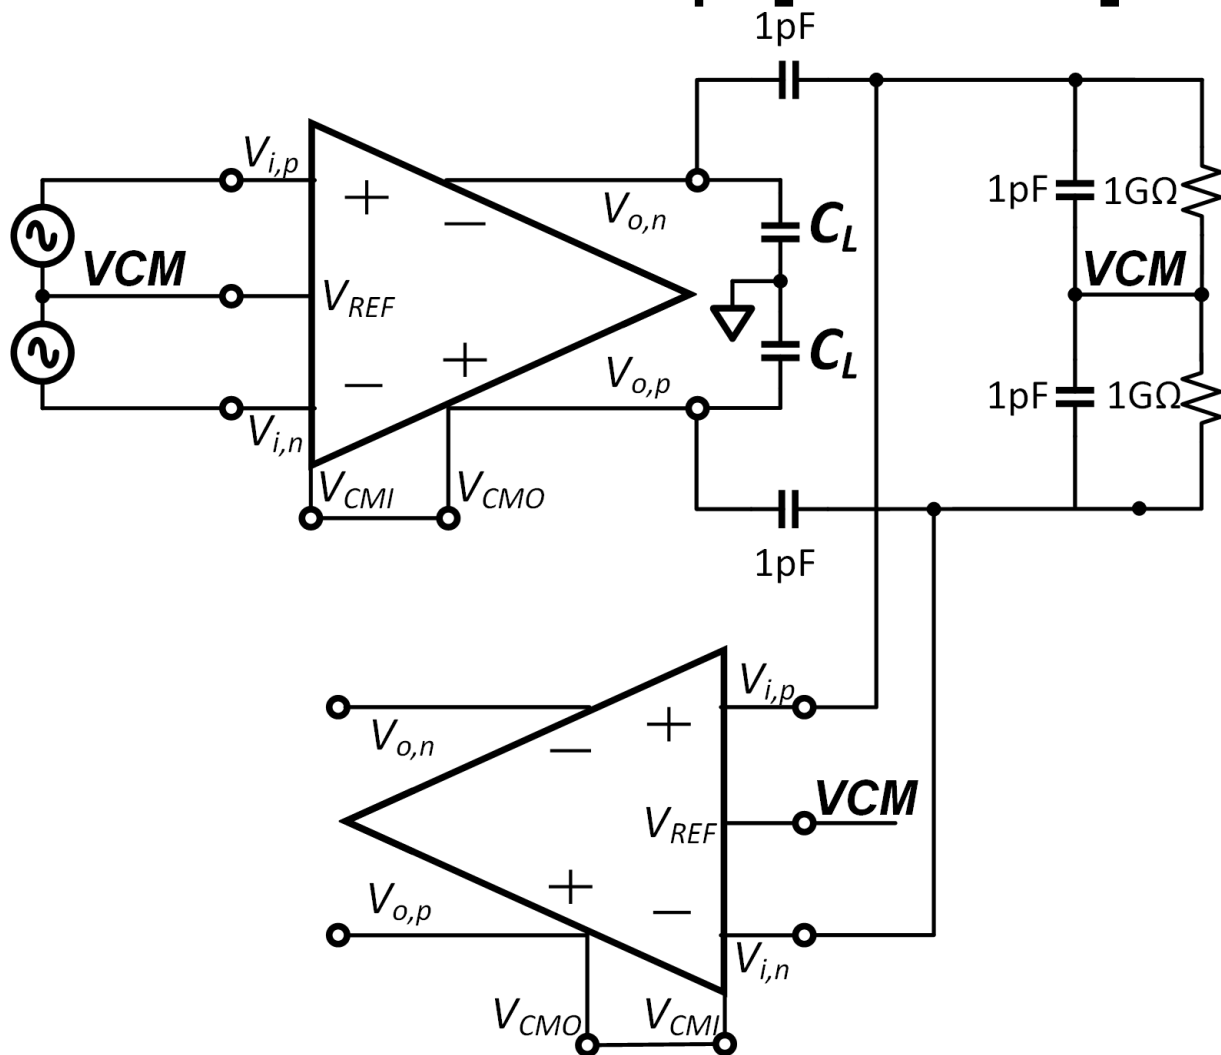 1pF
V_{i,p}
+
−
V_{o,n}
C_L
1pF
1GΩ
VCM
V_{REF}
VCM
+
−
V_{o,p}
C_L
1pF
1GΩ
V_{i,n}
V_{CMI}
V_{CMO}
1pF
V_{i,p}
+
V_{o,n}
−
VCM
V_{REF}
+
V_{o,p}
−
V_{i,n}
V_{CMO}
V_{CMI}